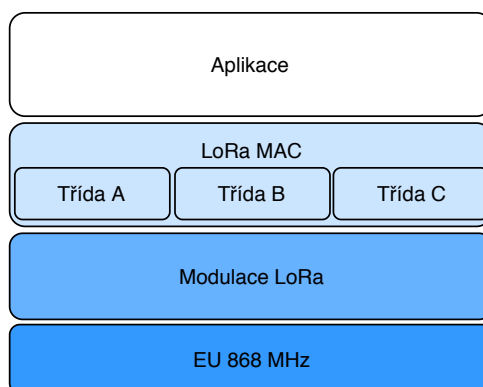 Aplikace
LoRa MAC
Třída A
Třída B
Třída C
Modulace LoRa
EU 868 MHz